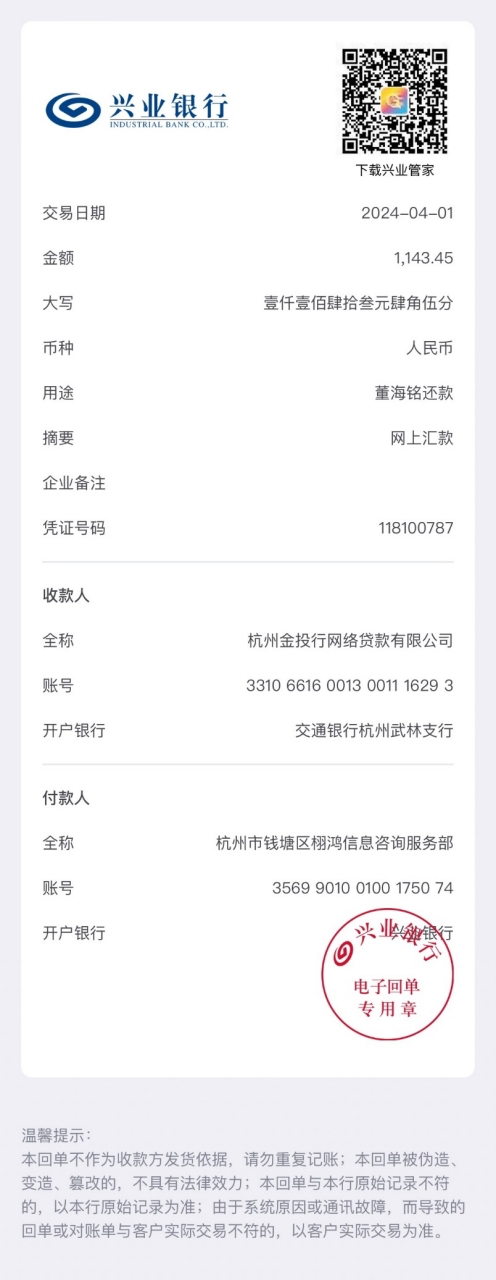 兴业银行
INDUSTRIAL BANK CO.,LTD.
下载兴业管家
交易日期 2024-04-01
金额 1,143.45
大写 壹仟壹佰肆拾叁元肆角伍分
币种 人民币
用途 董海铭还款
摘要 网上汇款
企业备注
凭证号码 118100787
收款人
全称 杭州金投行网络贷款有限公司
账号 3310 6616 0013 0011 1629 3
开户银行 交通银行杭州武林支行
付款人
全称 杭州市钱塘区栩鸿信息咨询服务部
账号 3569 9010 0100 1750 74
开户银行 兴业银行
兴业银行
电子回单
专用章
温馨提示：
本回单不作为收款方发货依据，请勿重复记账；本回单被伪造、
变造、篡改的，不具有法律效力；本回单与本行原始记录不符
的，以本行原始记录为准；由于系统原因或通讯故障，而导致的
回单或对账单与客户实际交易不符的，以客户实际交易为准。